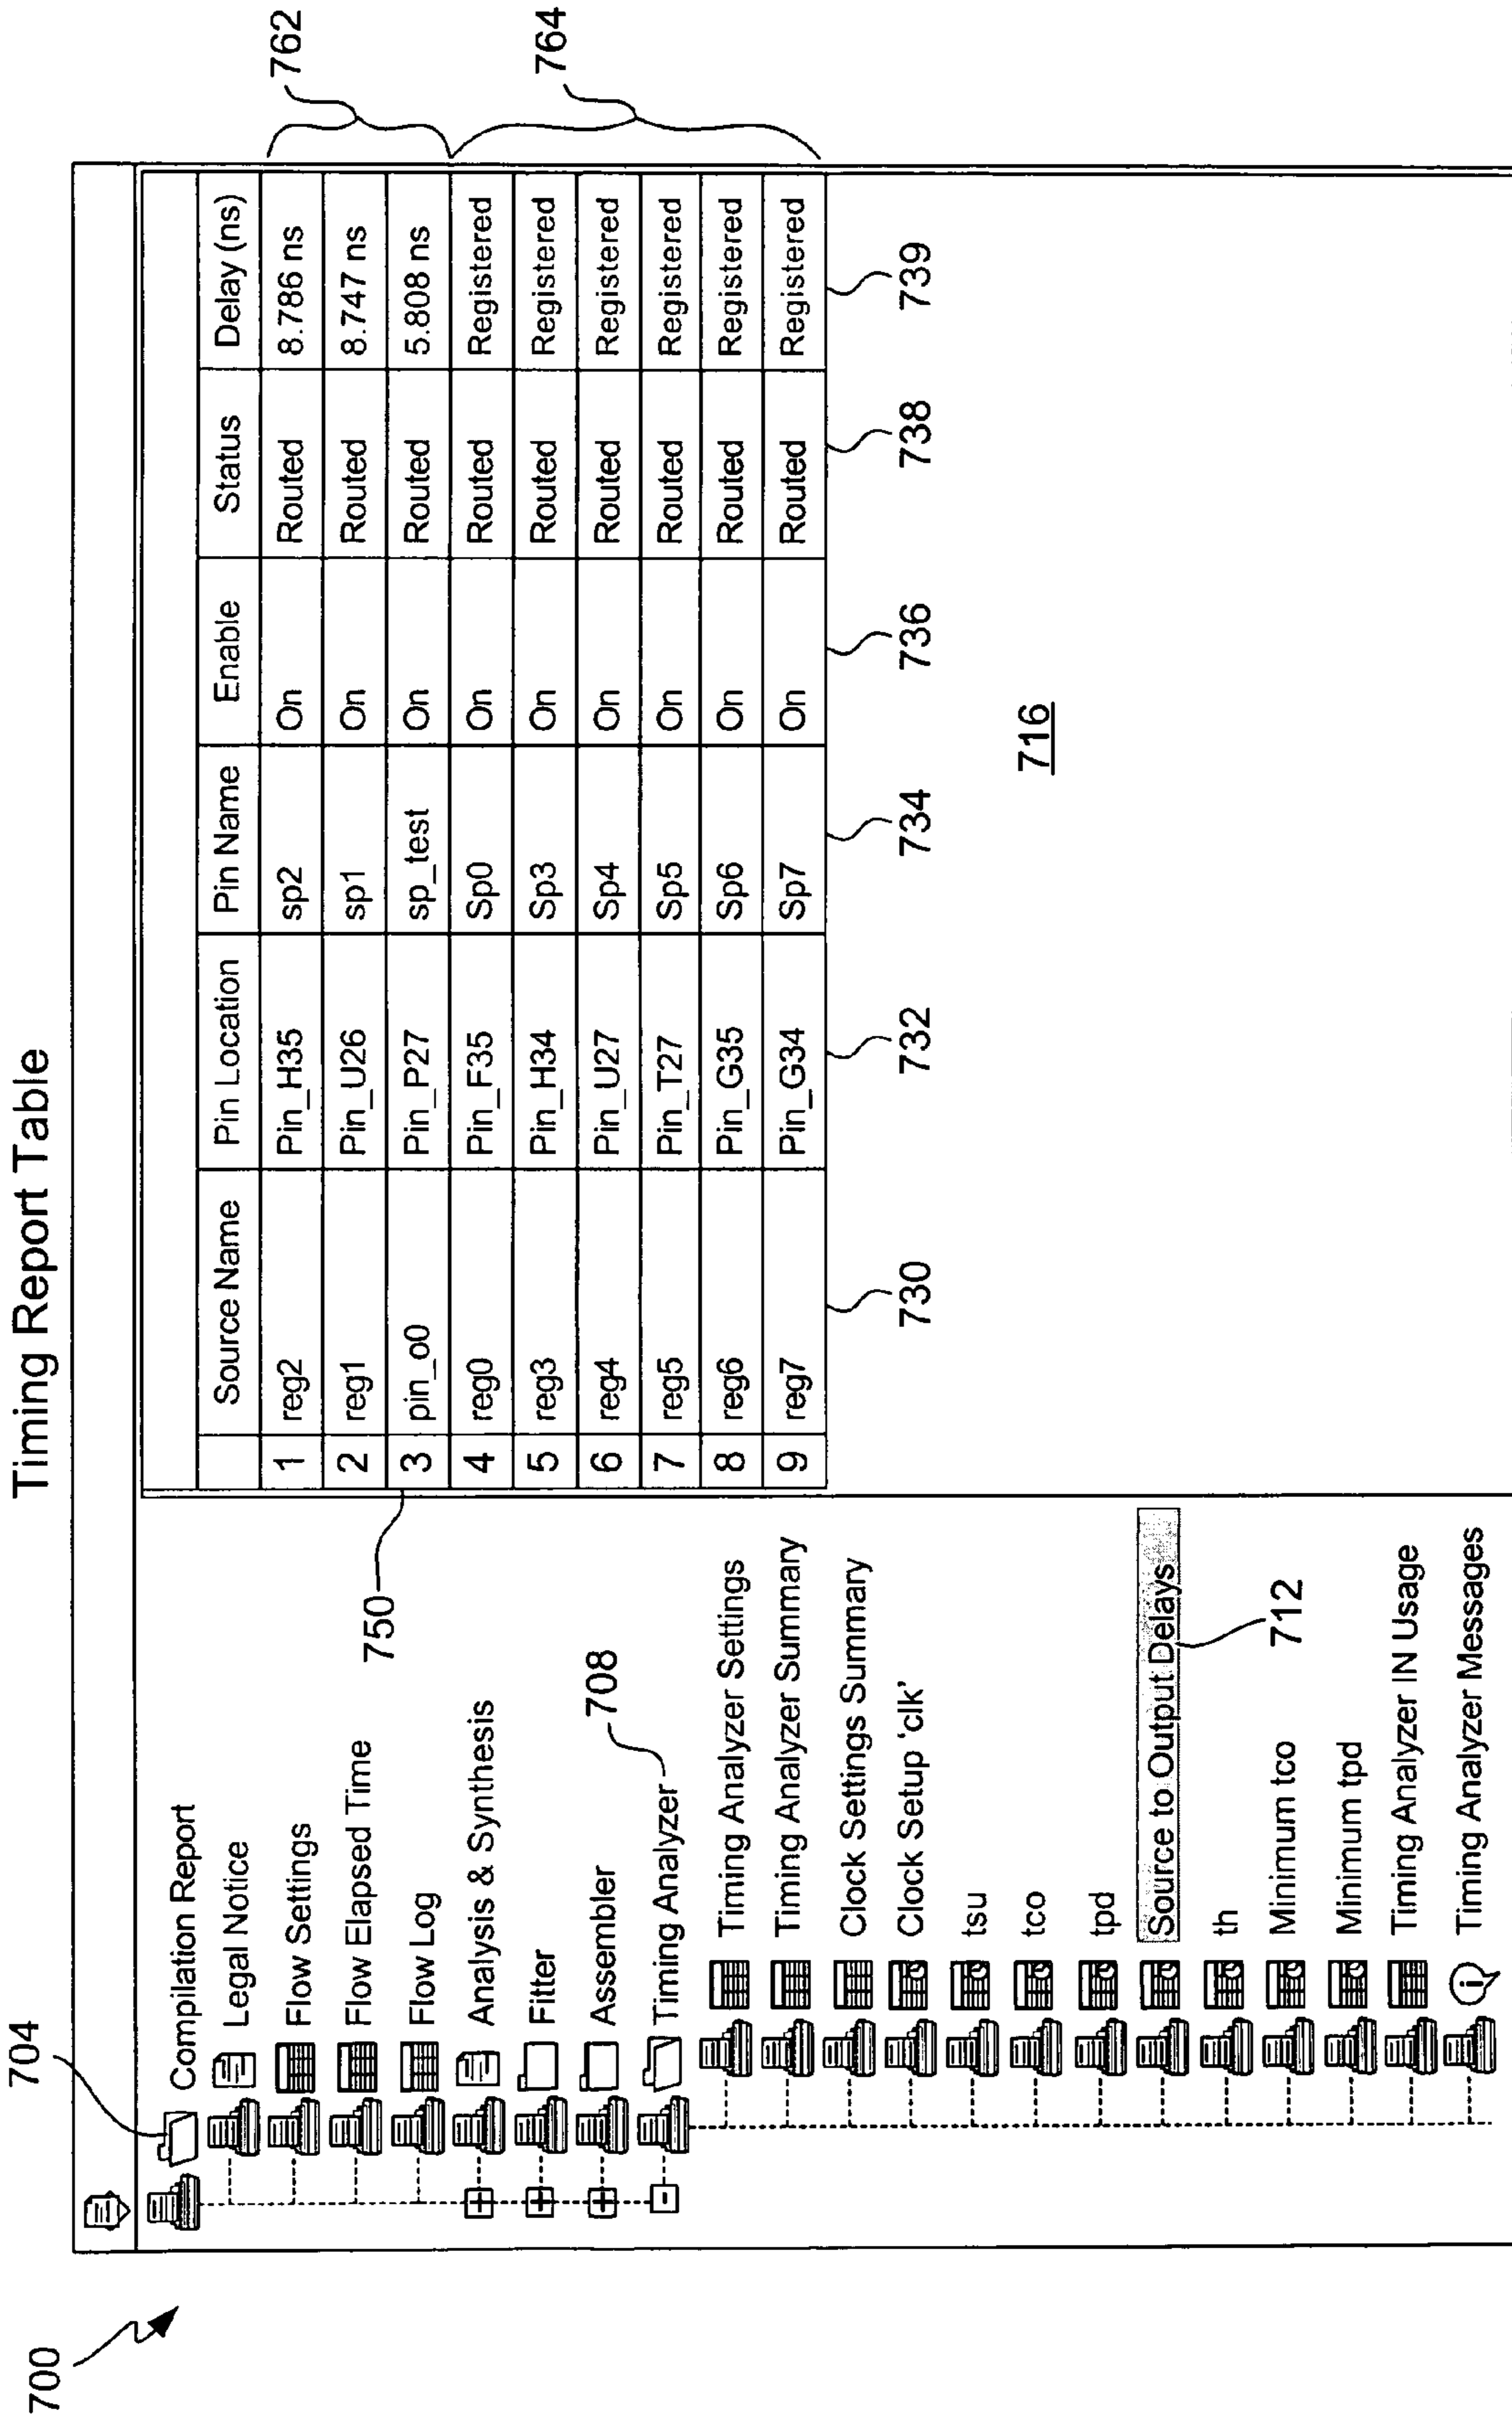 Timing Report Table
700
704
Compilation Report
Legal Notice
Flow Settings
Flow Elapsed Time
Flow Log
Analysis & Synthesis
Fitter
Assembler
Timing Analyzer
708
Timing Analyzer Settings
Timing Analyzer Summary
Clock Settings Summary
Clock Setup 'clk'
tsu
tco
tpd
Source to Output Delays
712
th
Minimum tco
Minimum tpd
Timing Analyzer IN Usage
Timing Analyzer Messages
750
Source Name Pin Location Pin Name Enable Status Delay (ns)
1 reg2 Pin_H35 sp2 On Routed 8.786 ns
2 reg1 Pin_U26 sp1 On Routed 8.747 ns
3 pin_o0 Pin_P27 sp_test On Routed 5.808 ns
4 reg0 Pin_F35 Sp0 On Routed Registered
5 reg3 Pin_H34 Sp3 On Routed Registered
6 reg4 Pin_U27 Sp4 On Routed Registered
7 reg5 Pin_T27 Sp5 On Routed Registered
8 reg6 Pin_G35 Sp6 On Routed Registered
9 reg7 Pin_G34 Sp7 On Routed Registered
762
764
730 732 734 736 738 739
716